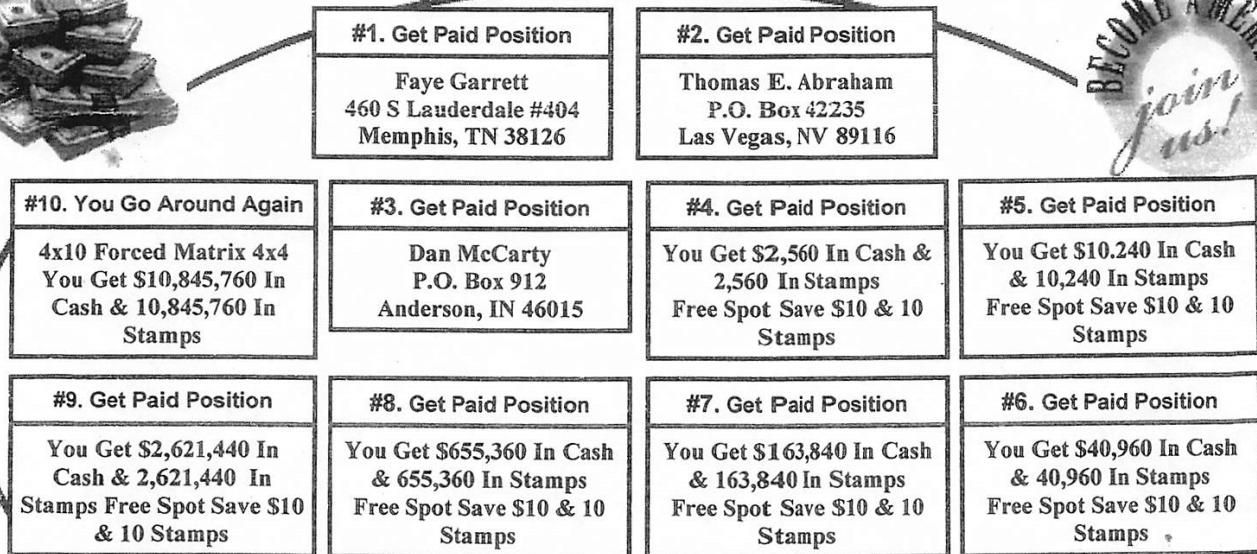 #1. Get Paid Position
Faye Garrett
460 S Lauderdale #404
Memphis, TN 38126
#2. Get Paid Position
Thomas E. Abraham
P.O. Box 42235
Las Vegas, NV 89116
BECOME A
join
us!
#10. You Go Around Again
4x10 Forced Matrix 4x4
You Get $10,845,760 In
Cash & 10,845,760 In
Stamps
#3. Get Paid Position
Dan McCarty
P.O. Box 912
Anderson, IN 46015
#4. Get Paid Position
You Get $2,560 In Cash &
2,560 In Stamps
Free Spot Save $10 & 10
Stamps
#5. Get Paid Position
You Get $10.240 In Cash
& 10,240 In Stamps
Free Spot Save $10 & 10
Stamps
#9. Get Paid Position
You Get $2,621,440 In
Cash & 2,621,440 In
Stamps Free Spot Save $10
& 10 Stamps
#8. Get Paid Position
You Get $655,360 In Cash
& 655,360 In Stamps
Free Spot Save $10 & 10
Stamps
#7. Get Paid Position
You Get $163,840 In Cash
& 163,840 In Stamps
Free Spot Save $10 & 10
Stamps
#6. Get Paid Position
You Get $40,960 In Cash
& 40,960 In Stamps
Free Spot Save $10 & 10
Stamps